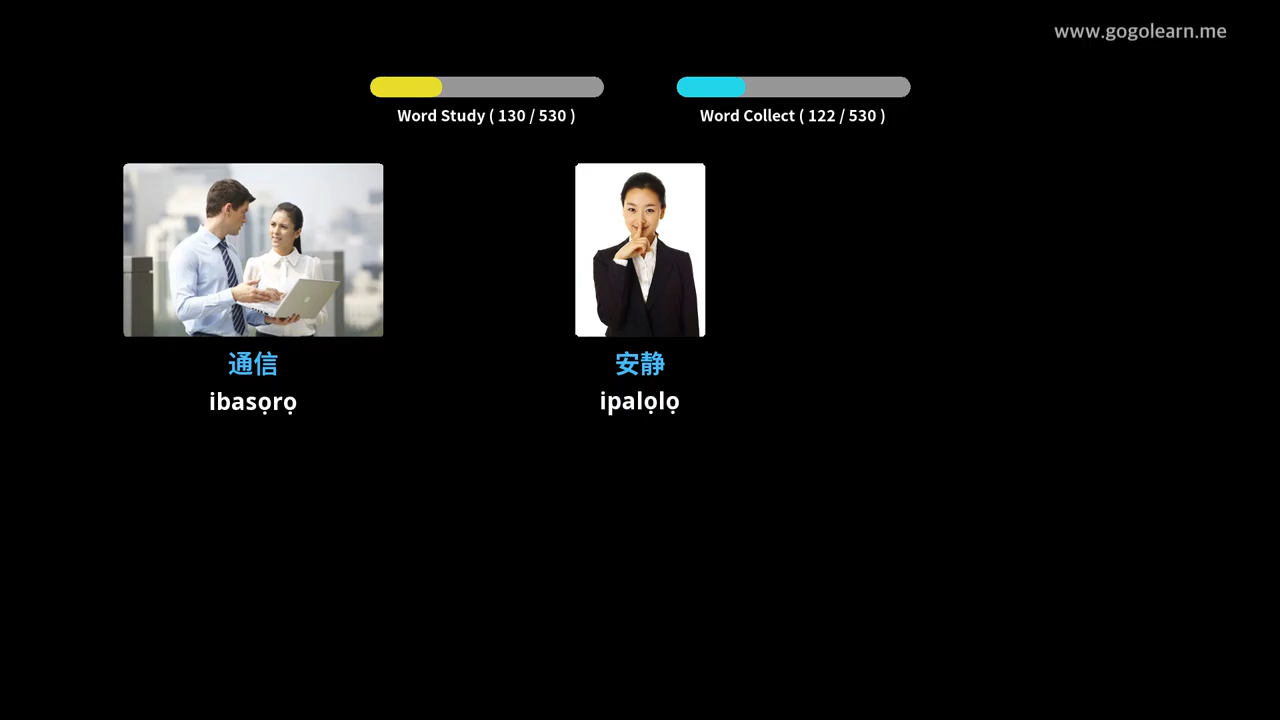 www.gogolearn.me
Word Study ( 130 / 530 )
Word Collect ( 122 / 530 )
通信
ibasọrọ
安静
ipalọlọ